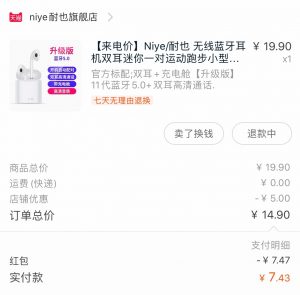 天猫 niye耐也旗舰店 >
【来电价】Niye/耐也 无线蓝牙耳 ¥ 19.90
机双耳迷你一对运动跑步小型... x1
官方标配;双耳+充电舱【升级版】
11代蓝牙5.0+双耳高清通话.
七天无理由退换
升级版
蓝牙5.0
卖了换钱
退款中
商品总价 ¥ 19.90
运费(快递) ¥ 0.00
店铺优惠 - ¥ 5.00
订单总价 ¥ 14.90
支付明细
红包 - ¥ 7.47
实付款 ¥ 7.43